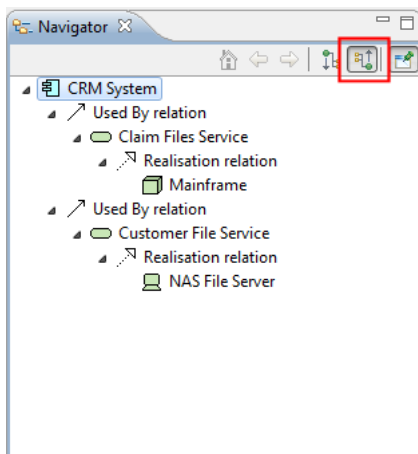 Navigator
CRM System
Used By relation
Claim Files Service
Realisation relation
Mainframe
Used By relation
Customer File Service
Realisation relation
NAS File Server